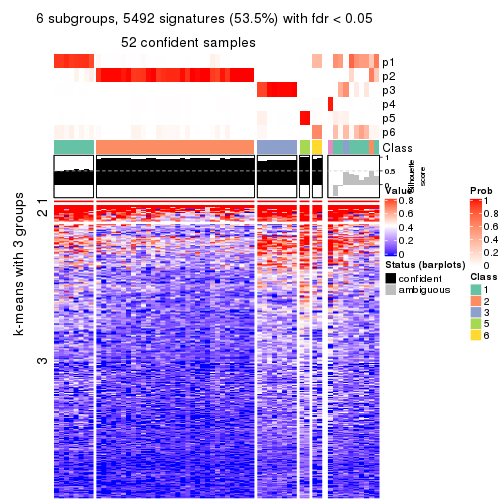 6 subgroups, 5492 signatures (53.5%) with fdr < 0.05
52 confident samples
p1
p2
p3
p4
p5
p6
Class
1
0.5
0
Silhouette
score
k-means with 3 groups
1
2
3
Value
0.8
0.6
0.4
0.2
0
Status (barplots)
confident
ambiguous
Prob
1
0.8
0.6
0.4
0.2
0
Class
1
2
3
5
6